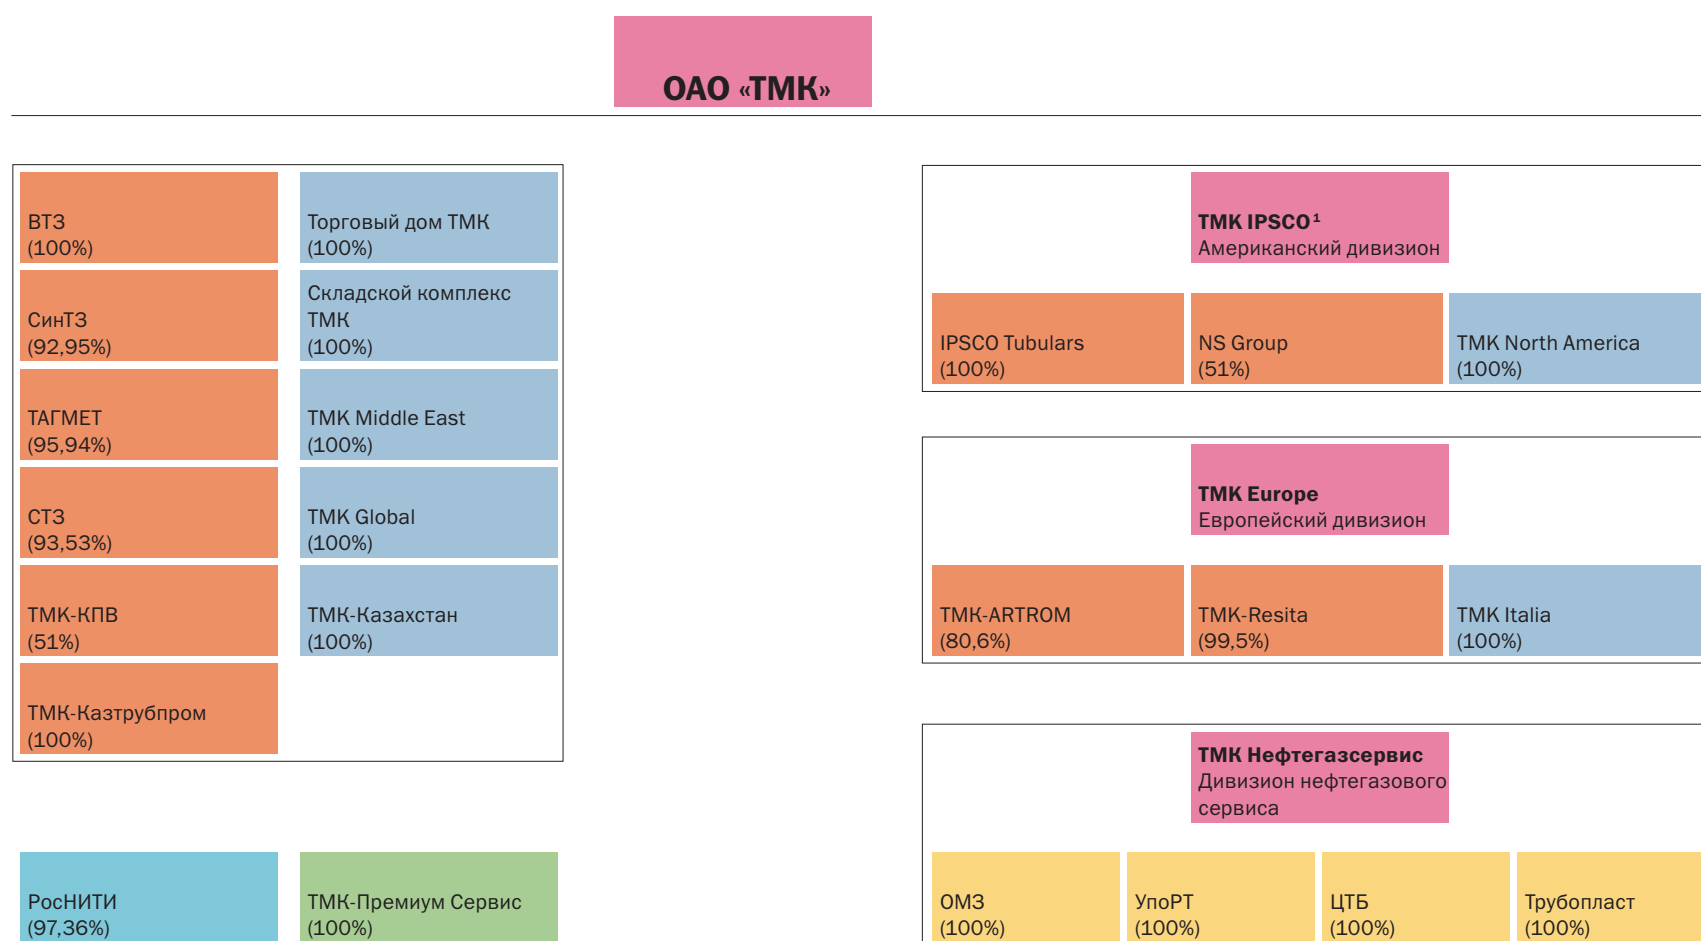 ОАО «ТМК»
ВТЗ
(100%)
Торговый дом ТМК
(100%)
СинТЗ
(92,95%)
Складской комплекс
ТМК
(100%)
ТАГМЕТ
(95,94%)
TMK Middle East
(100%)
СТЗ
(93,53%)
TMK Global
(100%)
ТМК-КПВ
(51%)
ТМК-Казахстан
(100%)
ТМК-Казтрубпром
(100%)
РосНИТИ
(97,36%)
ТМК-Премиум Сервис
(100%)
TMK IPSCO¹
Американский дивизион
IPSCO Tubulars
(100%)
NS Group
(51%)
TMK North America
(100%)
TMK Europe
Европейский дивизион
ТМК-ARTROM
(80,6%)
TMK-Resita
(99,5%)
TMK Italia
(100%)
ТМК Нефтегазсервис
Дивизион нефтегазового
сервиса
ОМЗ
(100%)
УпоРТ
(100%)
ЦТБ
(100%)
Трубопласт
(100%)